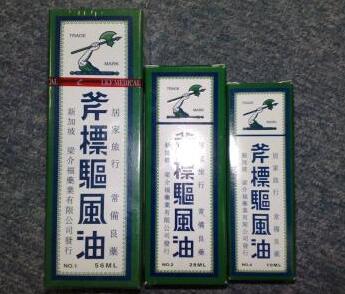 TRADE
MARK
LKF MEDICAL
斧標驅風油
居家旅行 常備良藥
新加坡 梁介福藥業有限公司發行
NO.1 56ML
TRADE
MARK
斧標驅風油
居家旅行 常備良藥
新加坡 梁介福藥業有限公司發行
NO.2 28ML
TRADE
MARK
斧標驅風油
居家旅行 常備良藥
新加坡 梁介福藥業有限公司發行
10ML